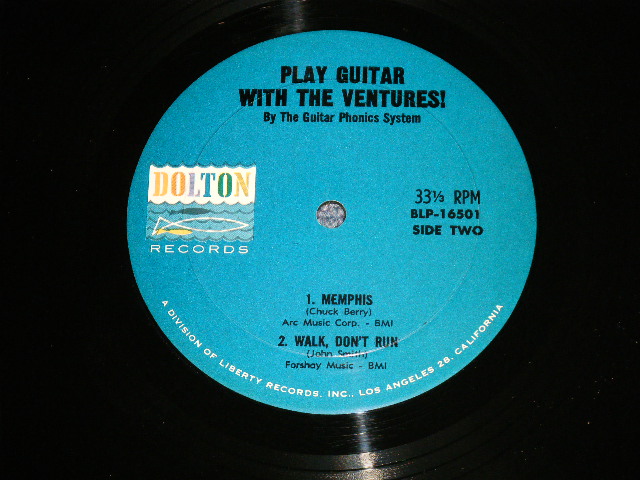 PLAY GUITAR
WITH THE VENTURES!
By The Guitar Phonics System
DOLTON
RECORDS
33⅓ RPM
BLP-16501
SIDE TWO
1. MEMPHIS
(Chuck Berry)
Arc Music Corp. - BMI
2. WALK, DON'T RUN
(John Smith)
Forshay Music - BMI
A DIVISION OF LIBERTY RECORDS, INC., LOS ANGELES 28, CALIFORNIA